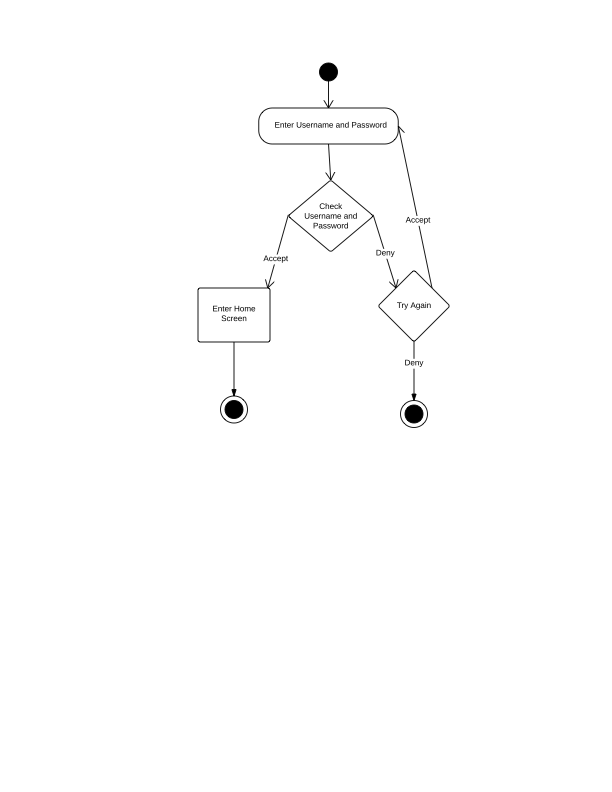 Enter Username and Password
Check
Username and
Password
Accept
Accept
Deny
Enter Home
Screen
Try Again
Deny